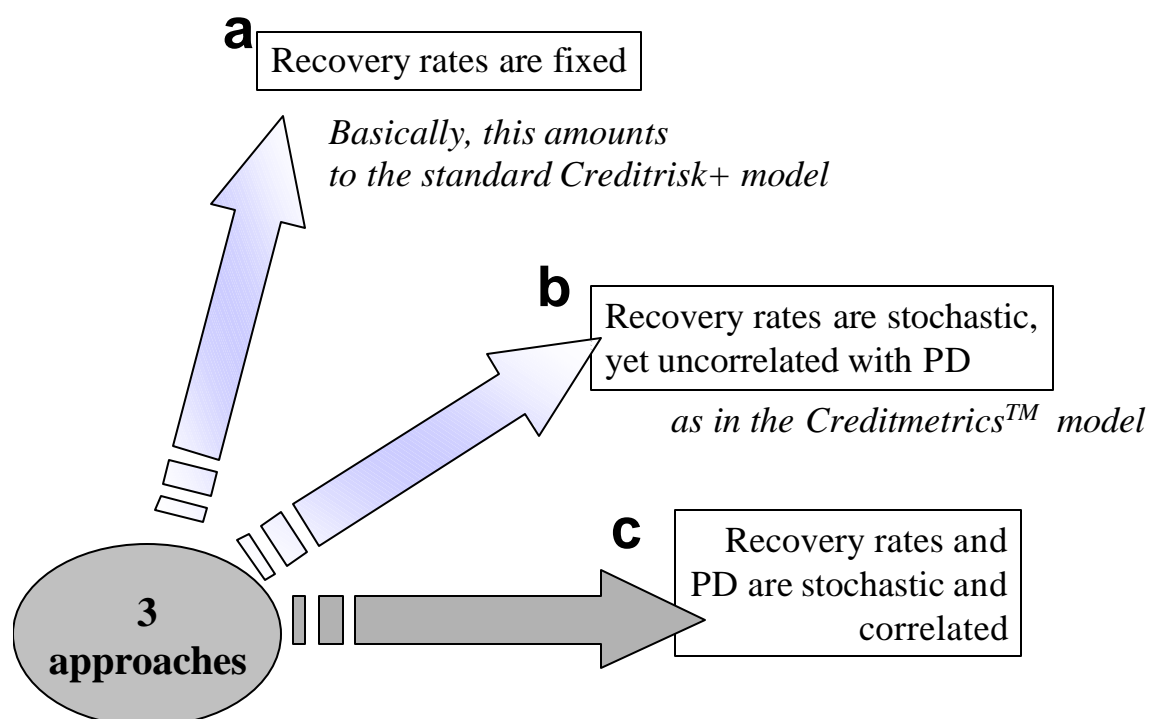 a
Recovery rates are fixed
Basically, this amounts
to the standard Creditrisk+ model
b
Recovery rates are stochastic,
yet uncorrelated with PD
as in the Creditmetrics™ model
c
Recovery rates and
PD are stochastic and
correlated
3
approaches